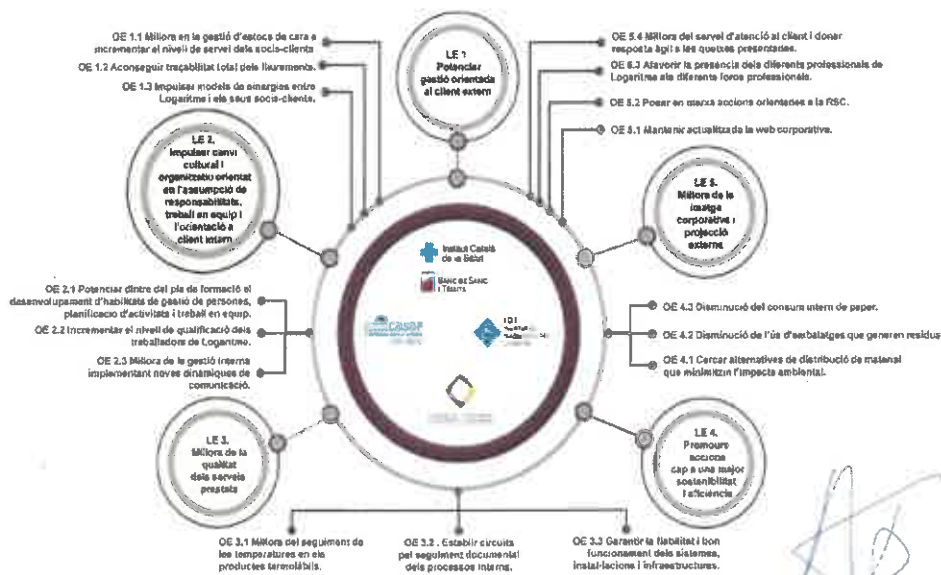 OE 1.1 Millora en la gestió d'estocs de cara a
incrementar el nivell de servei dels socis-clients
OE 1.2 Aconseguir traçabilitat total dels lliuraments.
OE 1.3 Impulsar models de sinergias entre
Logaritme i els seus socis-clients.
LE 1
Potenciar
gestió orientada
al client extern
OE 5.4 Millora del servei d'atenció al client i donar
resposta àgil a les queixes presentades.
OE 5.3 Afavorir la presència dels diferents professionals de
Logaritme als diferents foros professionals.
OE 5.2 Posar en marxa accions orientades a la RSC.
OE 5.1 Mantenir actualitzada la web corporativa.
LE 2.
Impulsar canvi
cultural i
organitzatiu orientat
en l'assumpció de
responsabilitats,
treball en equip i
l'orientació a
client intern
LE 5.
Millora de la
imatge
corporativa i
projecció
externa
Institut Català
de la Salut
BANC DE SANG
I TEIXITS
OE 2.1 Potenciar dintre del pla de formació el
desenvolupament d'habilitats de gestió de persones,
planificació d'activitats i treball en equip.
OE 2.2 Incrementar el nivell de qualificació dels
treballadors de Logaritme.
OE 2.3 Millora de la gestió interna
implementant noves dinàmiques de
comunicació.
IDI
OE 4.3 Disminució del consum intern de paper.
OE 4.2 Disminució de l'ús d'embalatges que generen residus
OE 4.1 Cercar alternatives de distribució de material
que minimitzin l'impacte ambiental.
LE 3.
Millora de la
qualitat
dels serveis
prestats
LE 4.
Promoure
accions
cap a una major
sostenibilitat
i eficiència
OE 3.1 Millora del seguiment de
les temperatures en els
productes termolàbils.
OE 3.2 . Establir circuits
pel seguiment documental
dels processos interns.
OE 3.3 Garantir la fiabilitat i bon
funcionament dels sistemes,
instal·lacions i infraestructures.